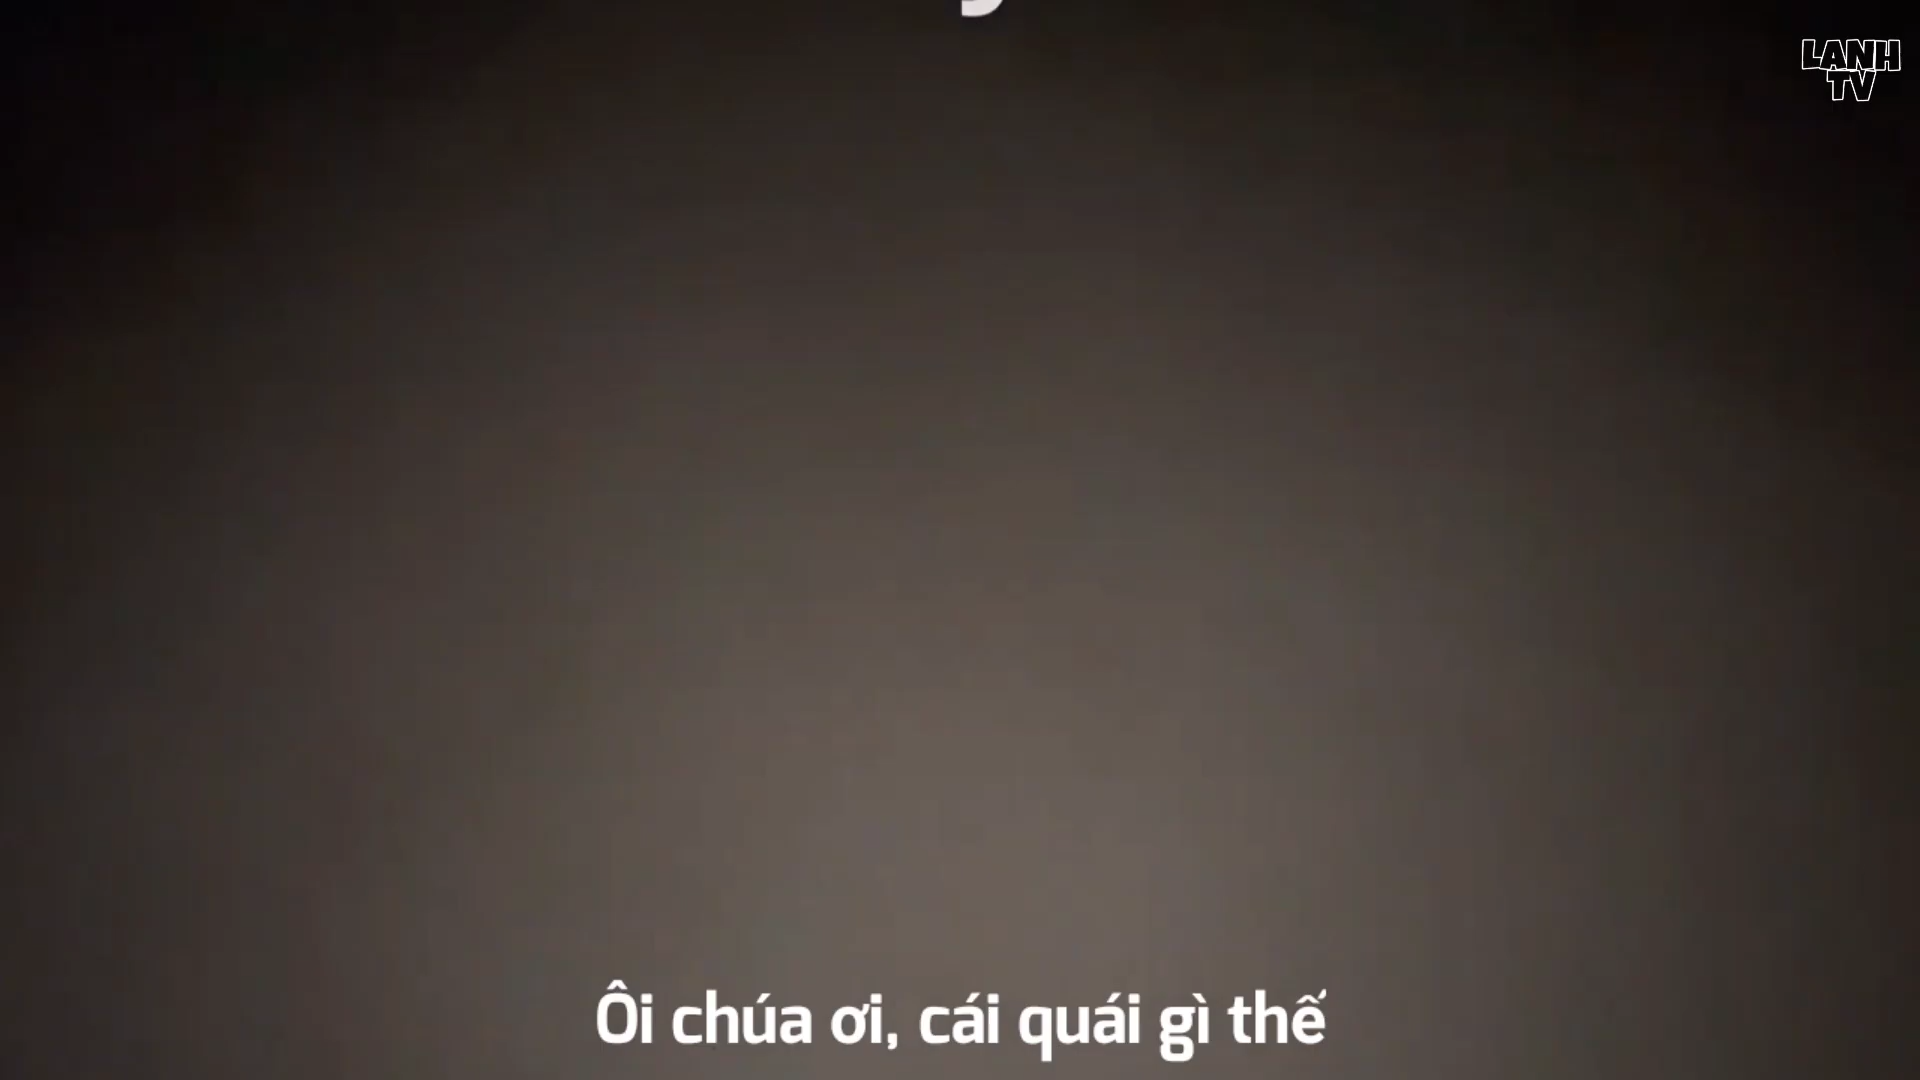 LANH
TV
Ôi chúa ơi, cái quái gì thế